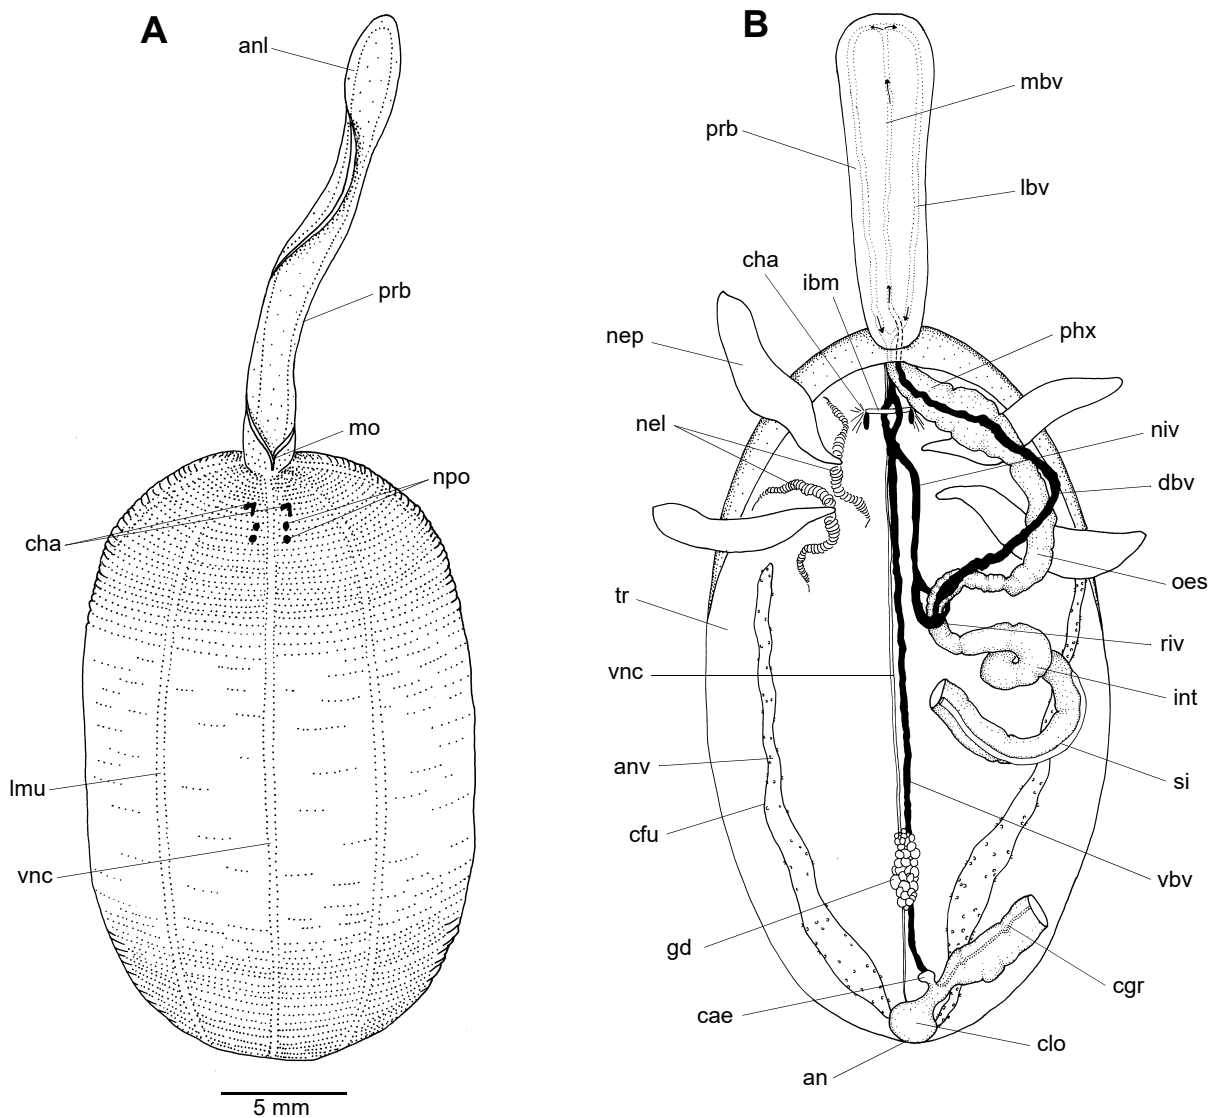 A
anl
prb
mo
npo
cha
lmu
vnc
5 mm
B
mbv
prb
lbv
cha
ibm
phx
nep
nel
niv
dbv
oes
tr
riv
vnc
int
anv
si
cfu
vbv
gd
cgr
cae
clo
an